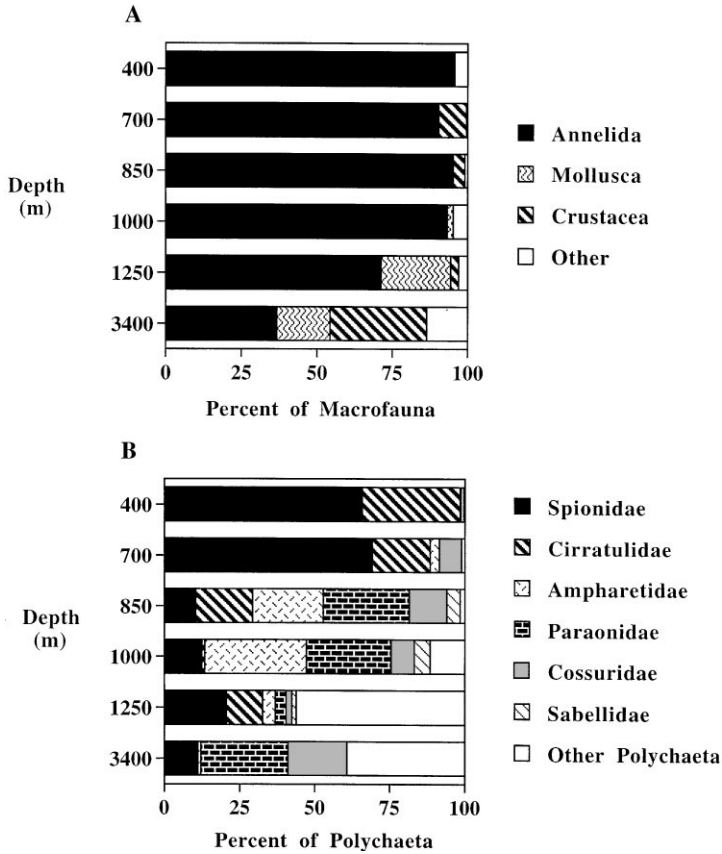 A
400
700
850
1000
1250
3400
Depth
(m)
0 25 50 75 100
Percent of Macrofauna
Annelida
Mollusca
Crustacea
Other
B
400
700
850
1000
1250
3400
Depth
(m)
0 25 50 75 100
Percent of Polychaeta
Spionidae
Cirratulidae
Ampharetidae
Paraonidae
Cossuridae
Sabellidae
Other Polychaeta